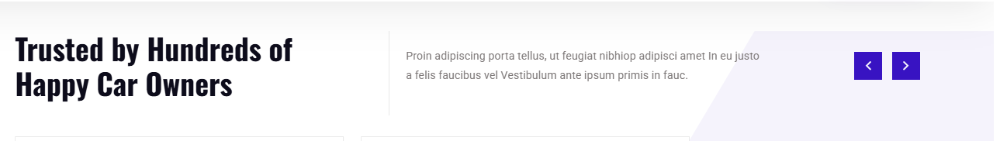 Trusted by Hundreds of
Happy Car Owners
Proin adipiscing porta tellus, ut feugiat nibhiop adipisci amet In eu justo
a felis faucibus vel Vestibulum ante ipsum primis in fauc.